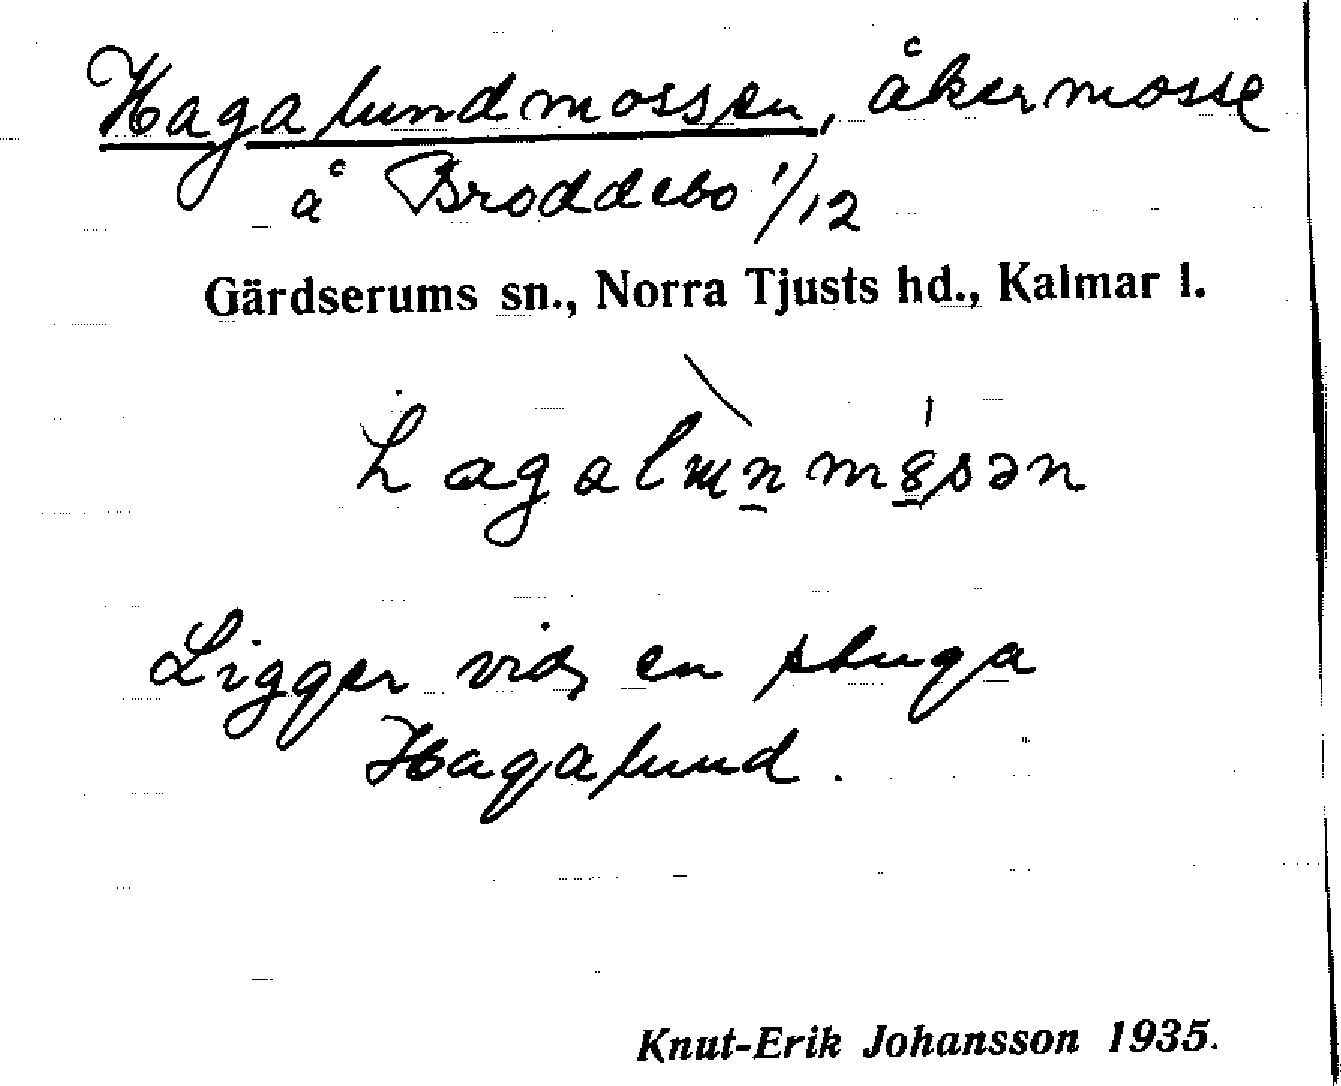 Hagalundmossen, åkermosse
å Broddebo 1/12
Gärdserums sn., Norra Tjusts hd., Kalmar l.
Ligger vid en stuga
Hagalund.
Knut-Erik Johansson 1935.